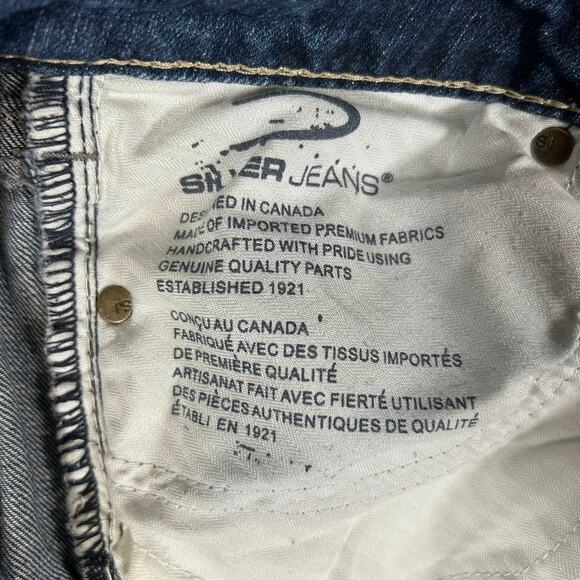 SILVER JEANS®
DESIGNED IN CANADA
MADE OF IMPORTED PREMIUM FABRICS
HANDCRAFTED WITH PRIDE USING
GENUINE QUALITY PARTS
ESTABLISHED 1921
CONÇU AU CANADA
FABRIQUÉ AVEC DES TISSUS IMPORTÉS
DE PREMIÈRE QUALITÉ
ARTISANAT FAIT AVEC FIERTÉ UTILISANT
DES PIÈCES AUTHENTIQUES DE QUALITÉ
ÉTABLI EN 1921